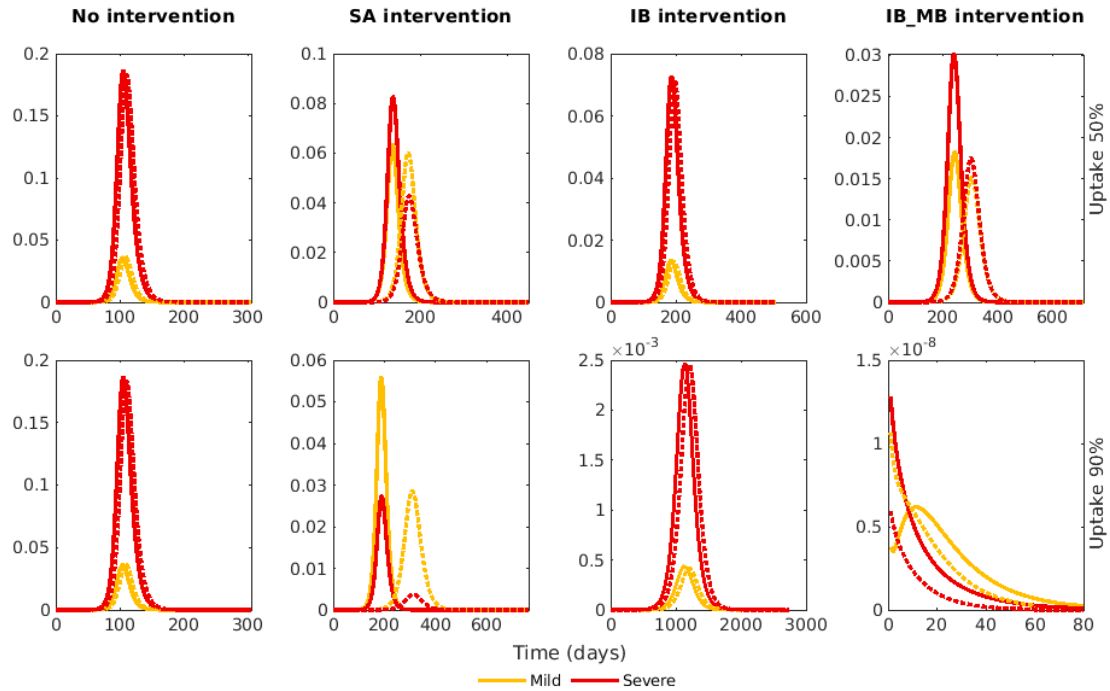 No intervention SA intervention IB intervention IB_MB intervention
0.2 0.15 0.1 0.05 0
0 100 200 300
0.1 0.08 0.06 0.04 0.02 0
0 200 400
0.08 0.06 0.04 0.02 0
0 200 400 600
0.03 0.025 0.02 0.015 0.01 0.005 0
0 200 400 600
Uptake 50%
0.2 0.15 0.1 0.05 0
0 100 200 300
0.06 0.05 0.04 0.03 0.02 0.01 0
0 200 400 600
×10⁻³
2.5 2 1.5 1 0.5 0
0 1000 2000 3000
×10⁻⁸
1.5 1 0.5 0
0 20 40 60 80
Uptake 90%
Time (days)
Mild Severe